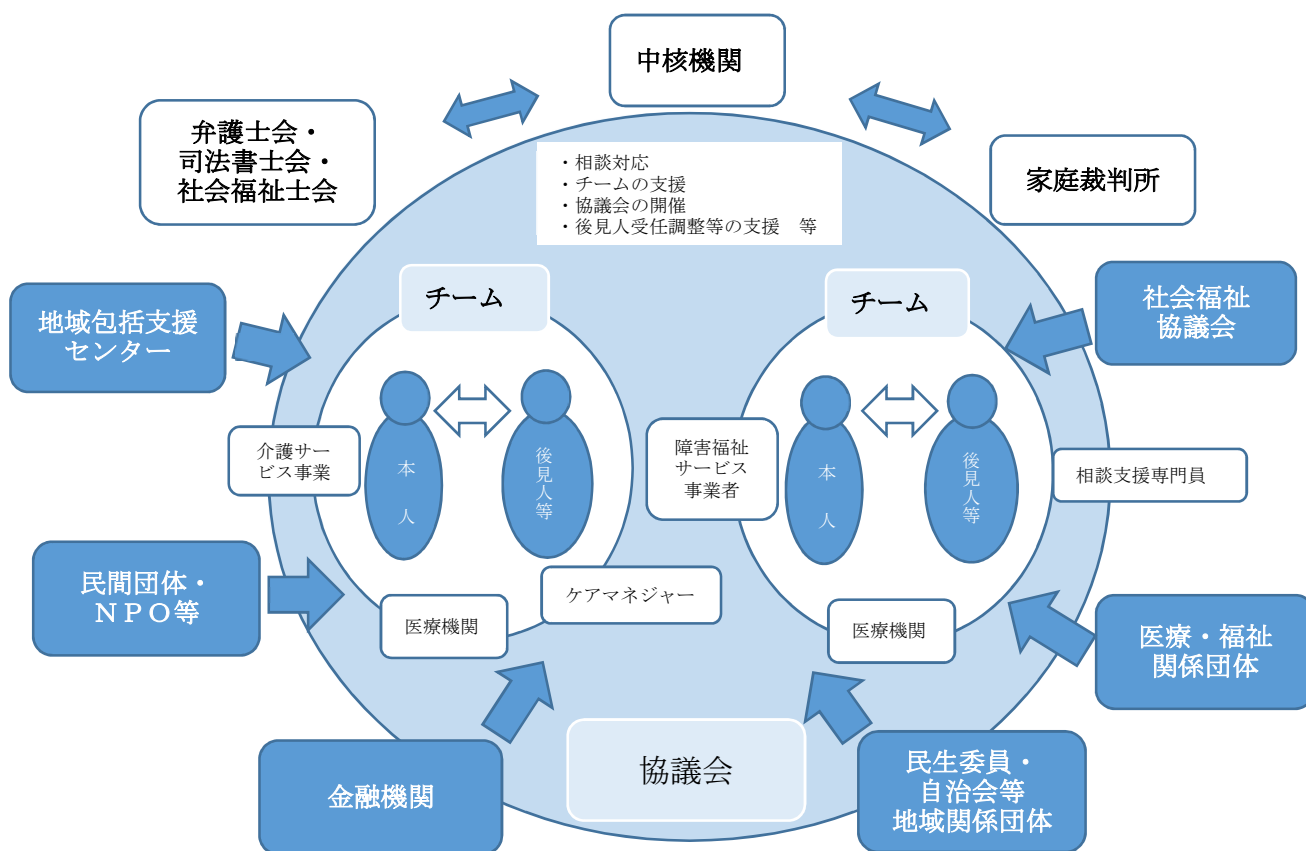 中核機関
弁護士会・
司法書士会・
社会福祉士会
家庭裁判所
・相談対応
・チームの支援
・協議会の開催
・後見人受任調整等の支援　等
チーム
チーム
地域包括支援
センター
社会福祉
協議会
介護サー
ビス事業
本人
後見人等
障害福祉
サービス
事業者
本人
後見人等
相談支援専門員
民間団体・
ＮＰＯ等
ケアマネジャー
医療機関
医療機関
医療・福祉
関係団体
金融機関
協議会
民生委員・
自治会等
地域関係団体